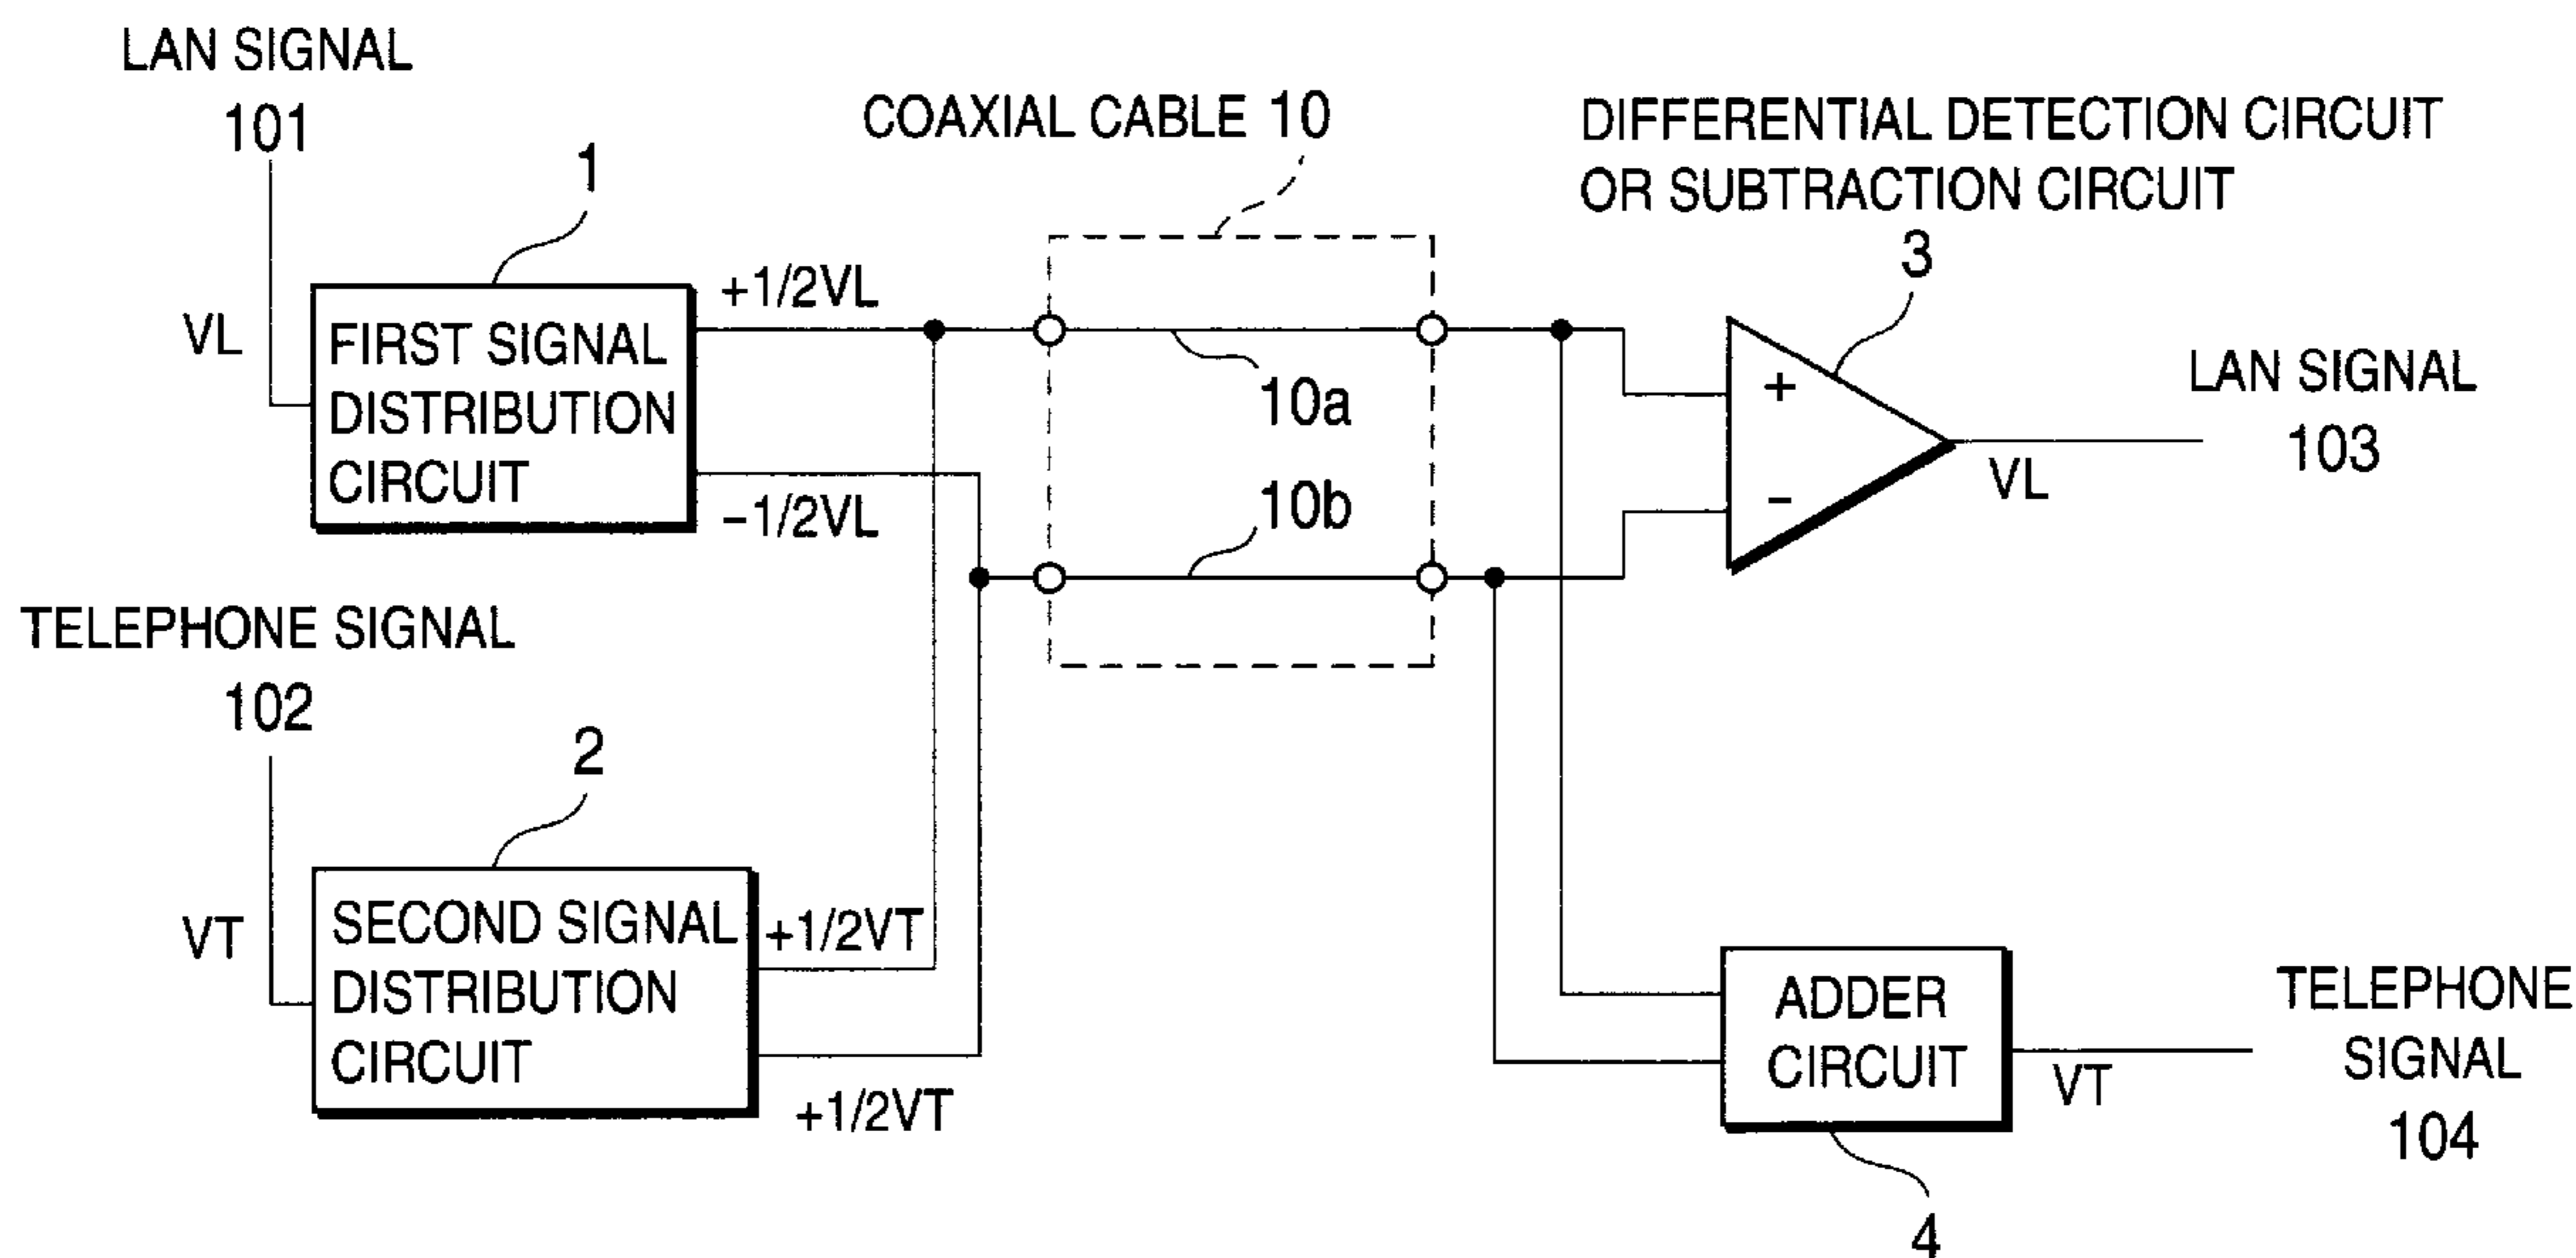 LAN SIGNAL
101
VL
1
FIRST SIGNAL
DISTRIBUTION
CIRCUIT
+1/2VL
−1/2VL
COAXIAL CABLE 10
10a
10b
DIFFERENTIAL DETECTION CIRCUIT
OR SUBTRACTION CIRCUIT
3
+
−
VL
LAN SIGNAL
103
TELEPHONE SIGNAL
102
VT
2
SECOND SIGNAL
DISTRIBUTION
CIRCUIT
+1/2VT
+1/2VT
ADDER
CIRCUIT
4
VT
TELEPHONE
SIGNAL
104